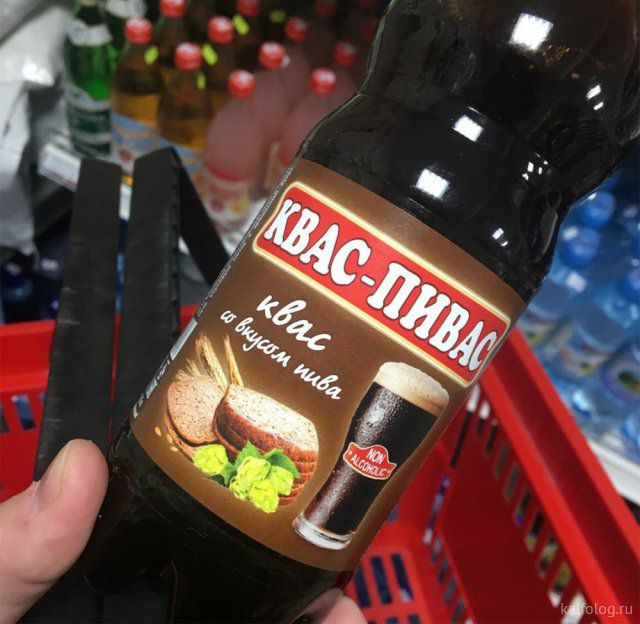 КВАС-ПИВАС
квас
со вкусом пива
NON
ALCOHOLIC
kaifolog.ru